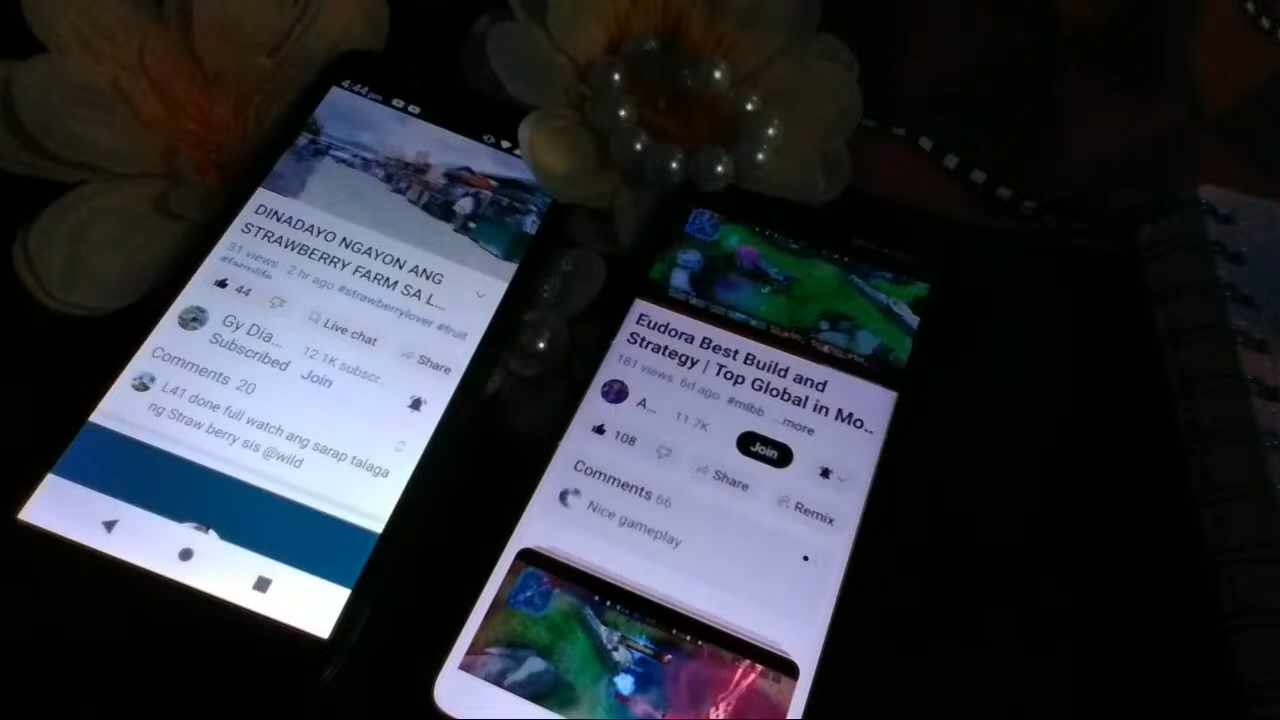 4:44 pm
DINADAYO NGAYON ANG
STRAWBERRY FARM SA L...
31 views 2 hr ago #strawberrylover #fruit
#farmlife
44
Live chat
Share
Gy Dia... 12.1K subscr..
Subscribed Join
Comments 20
L41 done full watch ang sarap talaga
ng Straw berry sis @wild
Eudora Best Build and
Strategy | Top Global in Mo..
181 views 6d ago #mlbb ...more
A... 11.7K
Join
108
Share
Remix
Comments 66
Nice gameplay